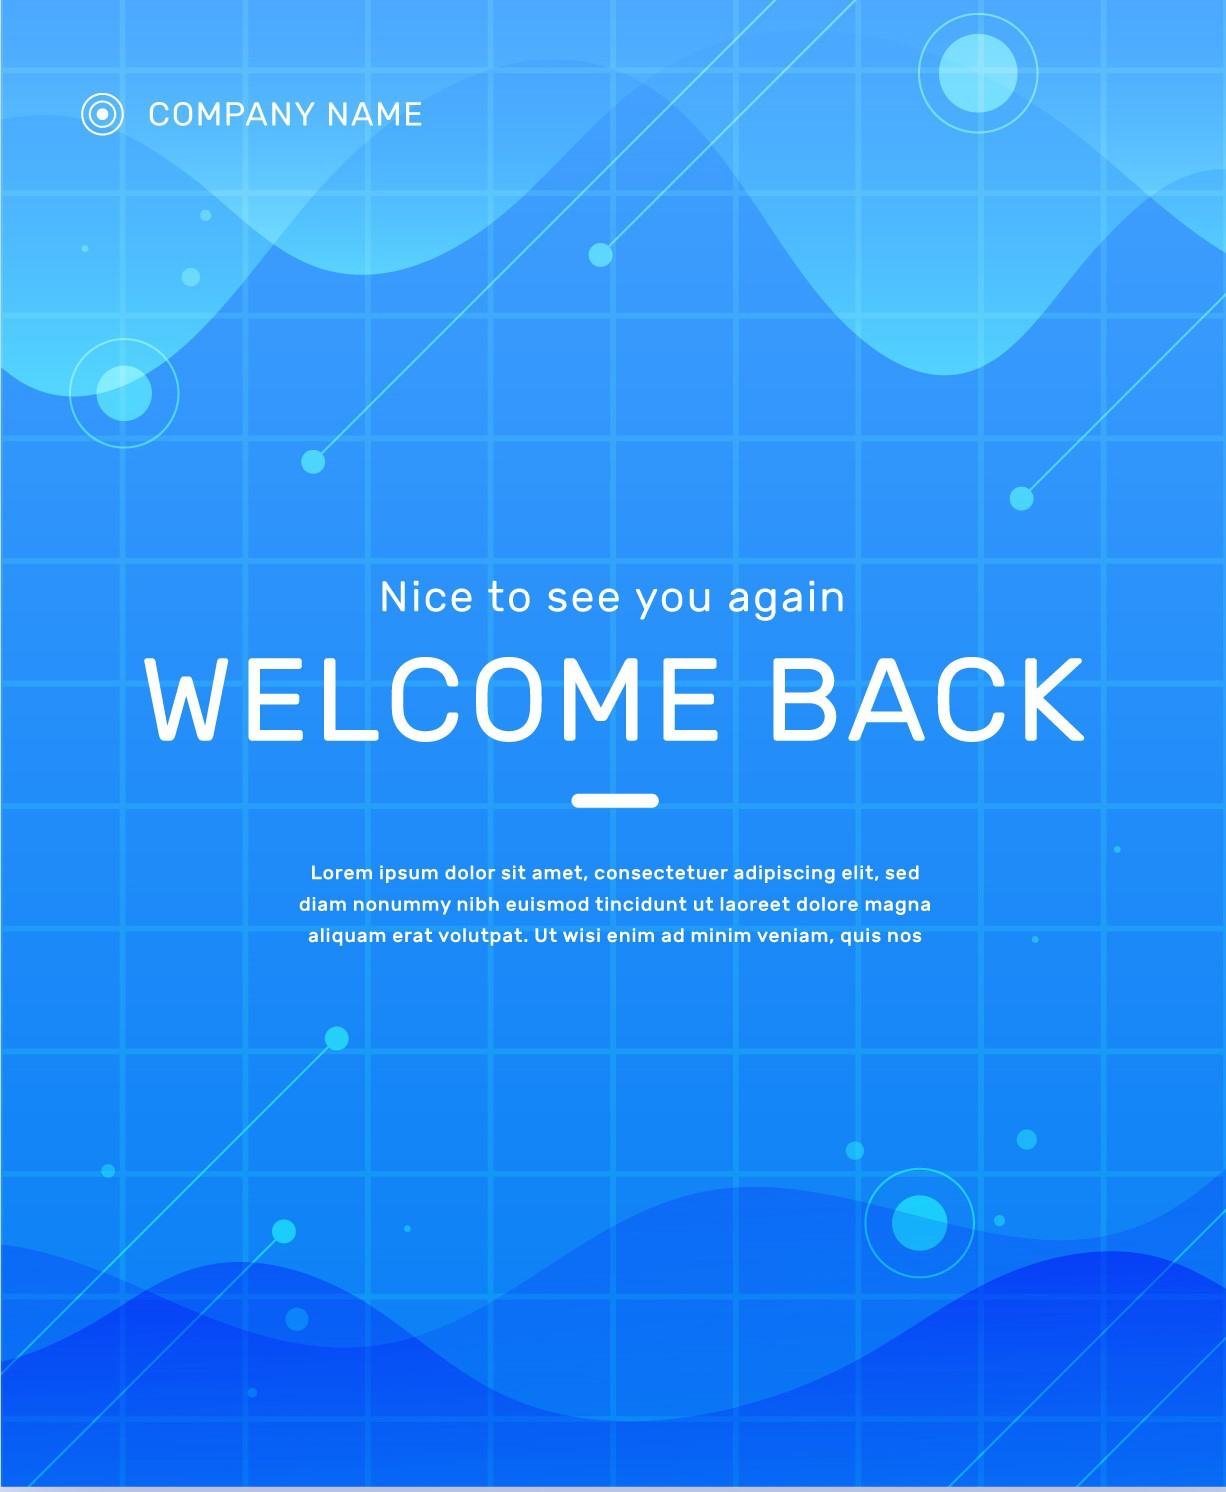 COMPANY NAME
Nice to see you again
WELCOME BACK
Lorem ipsum dolor sit amet, consectetuer adipiscing elit, sed
diam nonummy nibh euismod tincidunt ut laoreet dolore magna
aliquam erat volutpat. Ut wisi enim ad minim veniam, quis nos